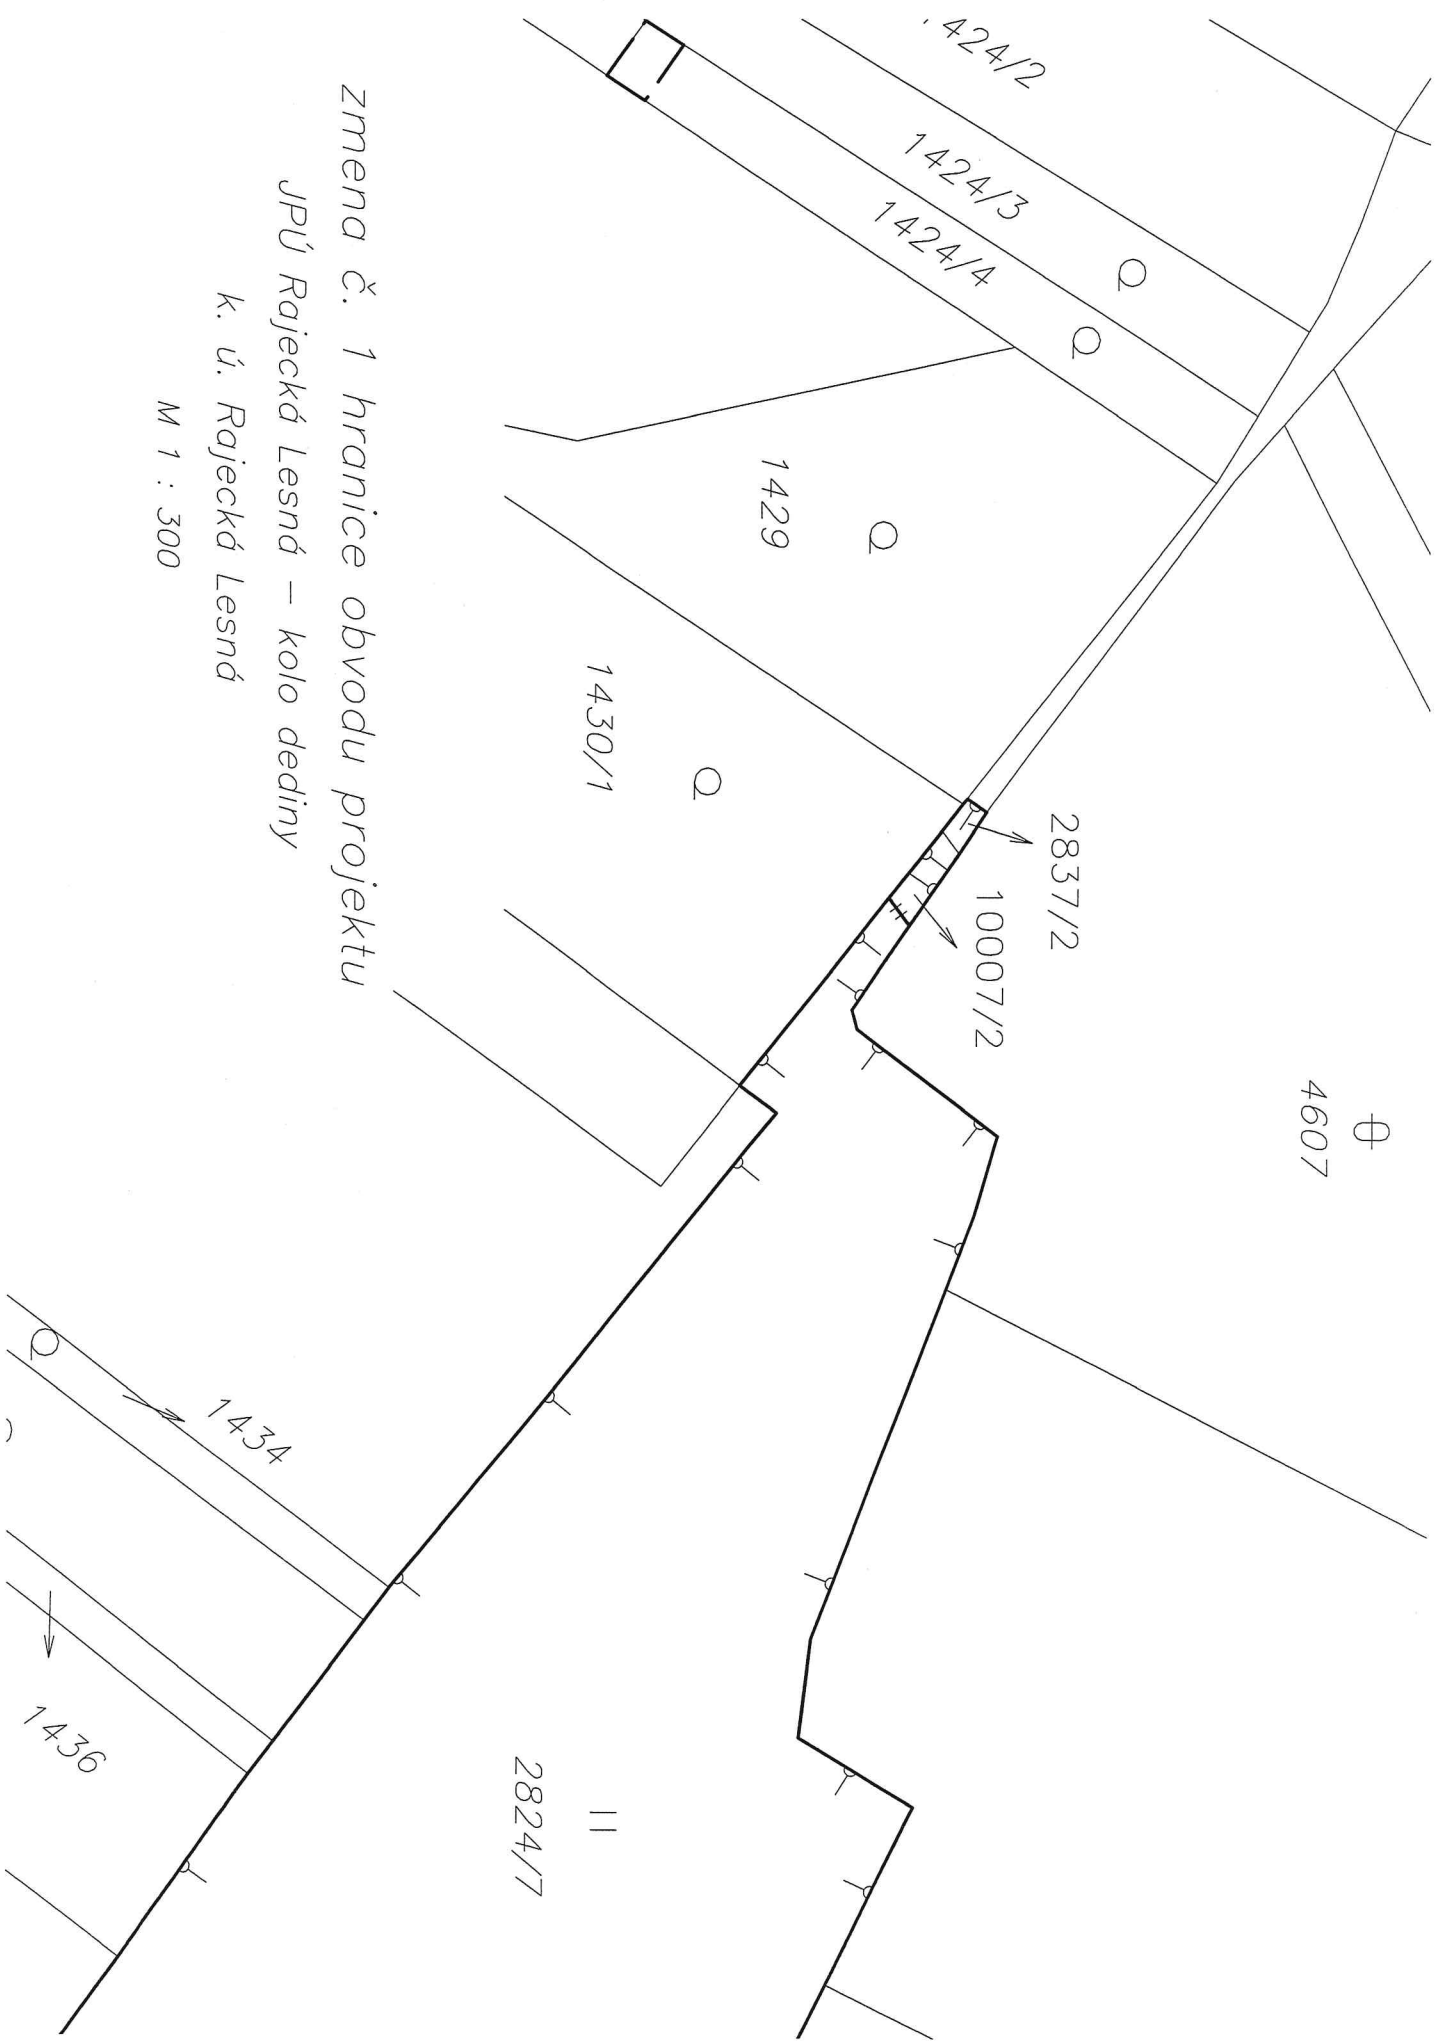 1424/2
1424/3
1424/4
1429
1430/1
2837/2
10007/2
4607
1434
1436
2824/7
zmena č. 1 hranice obvodu projektu
JPÚ Rajecká Lesná – kolo dediny
k. ú. Rajecká Lesná
M 1 : 300